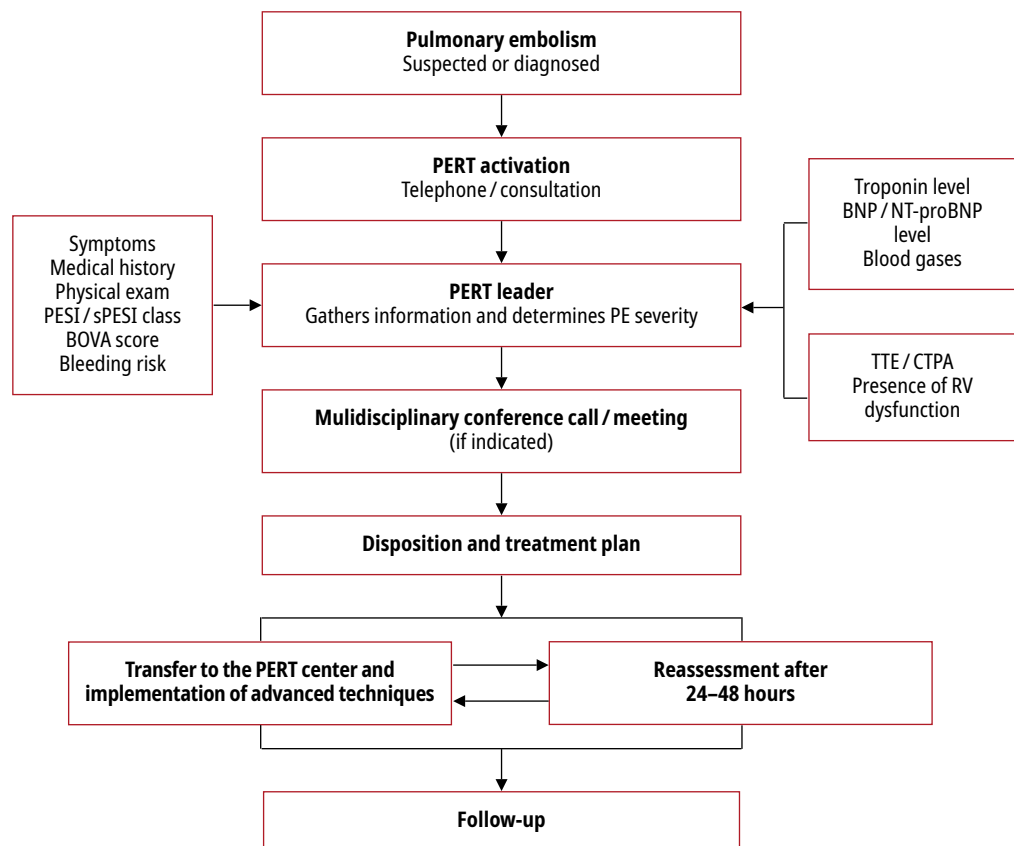 Pulmonary embolism
Suspected or diagnosed
PERT activation
Telephone / consultation
Troponin level
BNP / NT-proBNP
level
Blood gases
Symptoms
Medical history
Physical exam
PESI / sPESI class
BOVA score
Bleeding risk
PERT leader
Gathers information and determines PE severity
TTE / CTPA
Presence of RV
dysfunction
Mulidisciplinary conference call / meeting
(if indicated)
Disposition and treatment plan
Transfer to the PERT center and
implementation of advanced techniques
Reassessment after
24–48 hours
Follow-up